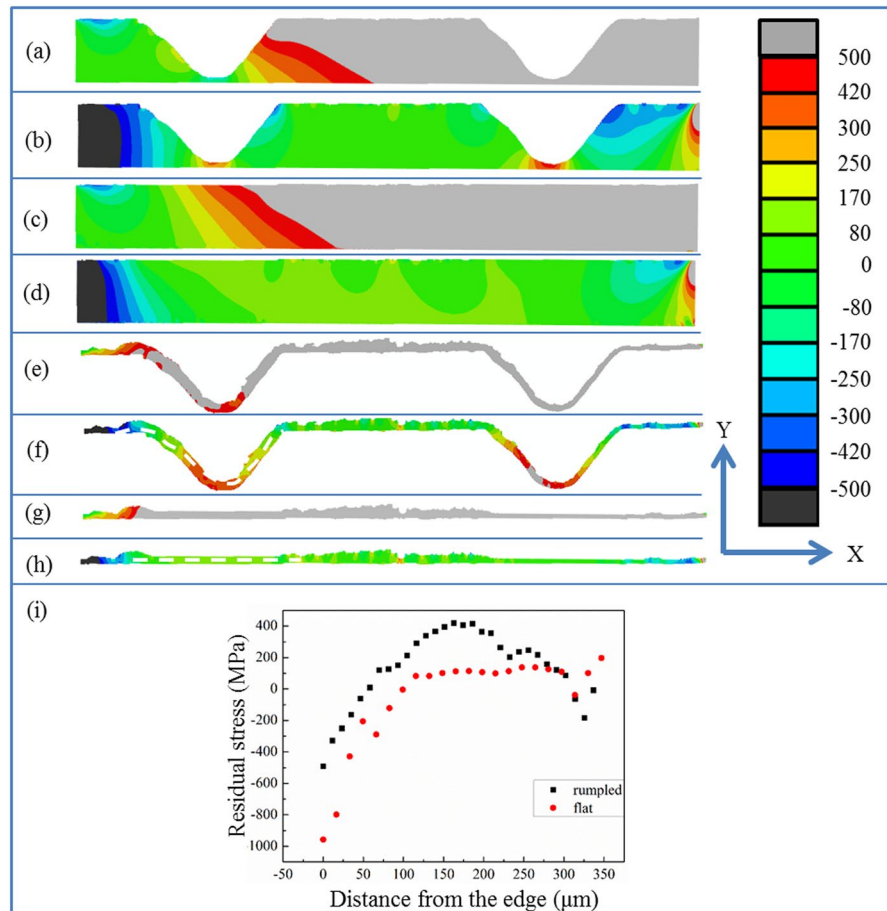 (a)
(b)
(c)
(d)
(e)
(f)
(g)
(h)
500
420
300
250
170
80
0
-80
-170
-250
-300
-420
-500
Y
X
(i)
Residual stress (MPa)
400
200
0
-200
-400
-600
-800
1000
rumpled
flat
-50
0
50
100
150
200
250
300
350
Distance from the edge (μm)